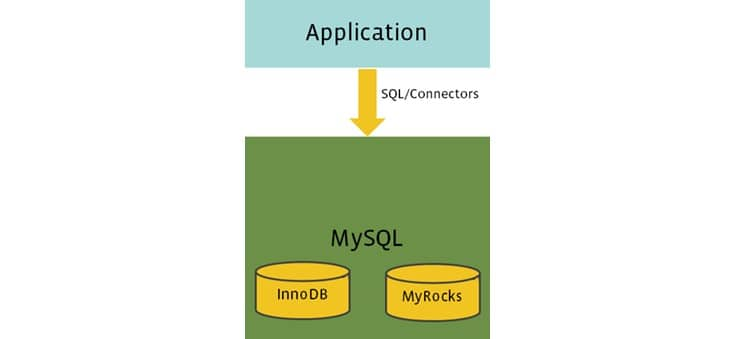 Application
SQL/Connectors
MySQL
InnoDB
MyRocks